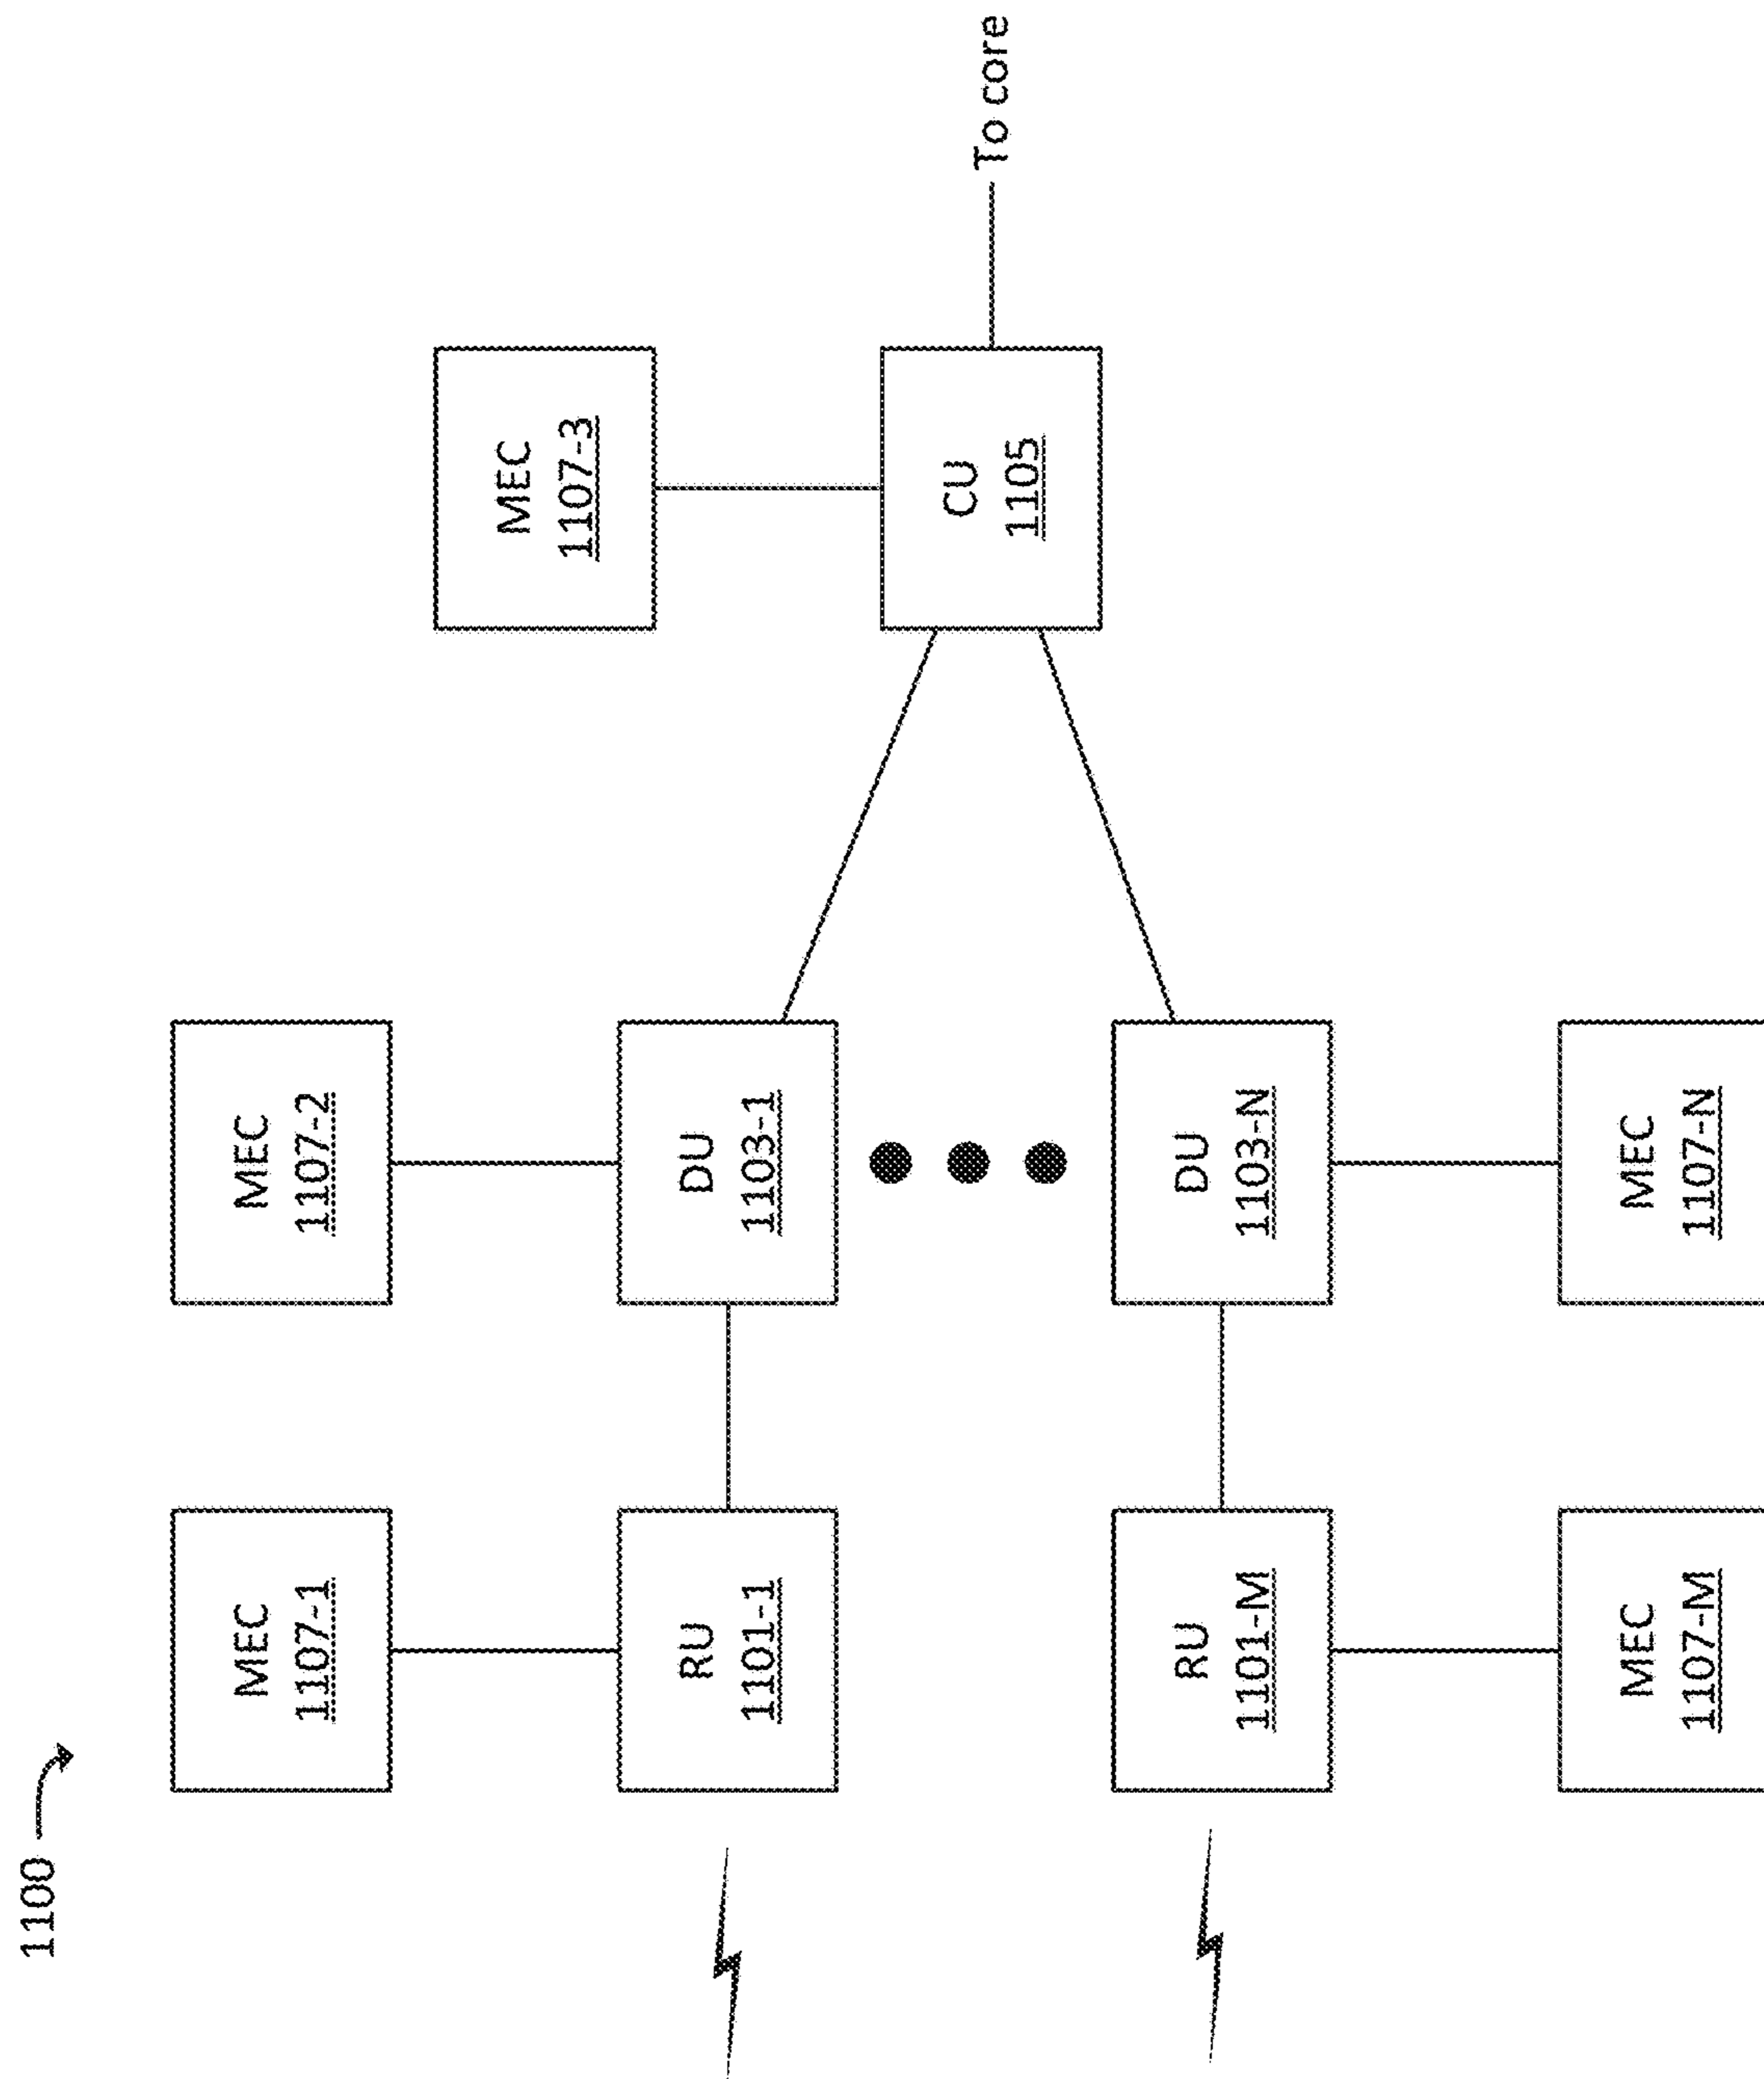 1100
MEC
1107-1
MEC
1107-2
MEC
1107-3
RU
1101-1
DU
1103-1
CU
1105
To core
RU
1101-M
DU
1103-N
MEC
1107-M
MEC
1107-N